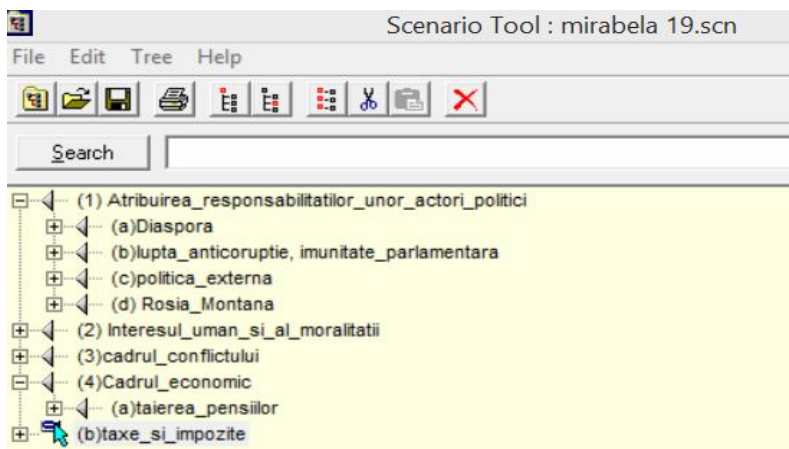 Scenario Tool : mirabela 19.scn
File Edit Tree Help
Search
(1) Atribuirea_responsabilitatilor_unor_actori_politici
(a)Diaspora
(b)lupta_anticoruptie, imunitate_parlamentara
(c)politica_externa
(d) Rosia_Montana
(2) Interesul_uman_si_al_moralitatii
(3)cadrul_conflictului
(4)Cadrul_economic
(a)taierea_pensiilor
(b)taxe_si_impozite